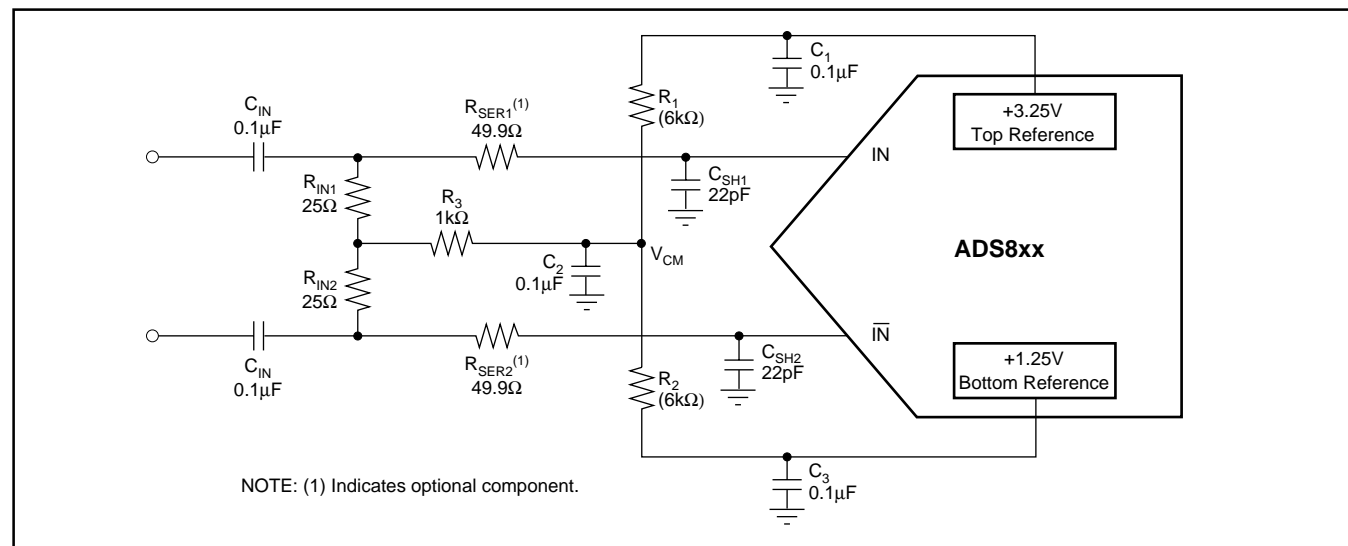 C1
0.1µF
CIN
0.1µF
RSER1(1)
49.9Ω
R1
(6kΩ)
+3.25V
Top Reference
IN
CSH1
22pF
RIN1
25Ω
R3
1kΩ
ADS8xx
VCM
C2
0.1µF
RIN2
25Ω
IN
CIN
0.1µF
RSER2(1)
49.9Ω
CSH2
22pF
R2
(6kΩ)
+1.25V
Bottom Reference
C3
0.1µF
NOTE: (1) Indicates optional component.